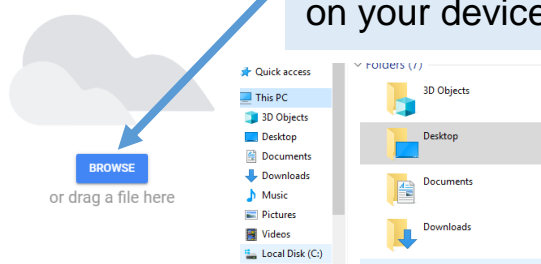 on your device
BROWSE
or drag a file here
Quick access
This PC
3D Objects
Desktop
Documents
Downloads
Music
Pictures
Videos
Local Disk (C:)
Folders (7)
3D Objects
Desktop
Documents
Downloads